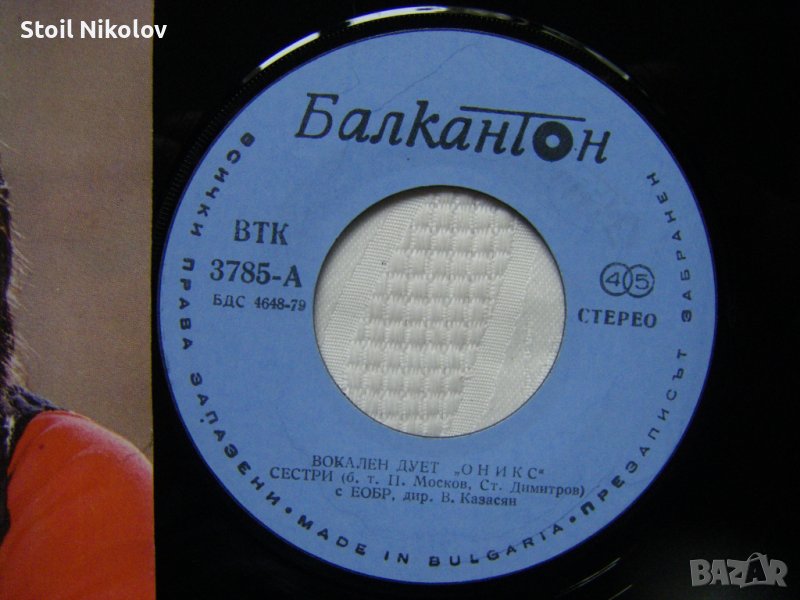 Stoil Nikolov
Балкантон
ВТК
3785-А
БДС 4648-79
45
СТЕРЕО
ВОКАЛЕН ДУЕТ „ОНИКС“
СЕСТРИ (б. т. П. Москов, Ст. Димитров)
с ЕОБР, дир. В. Казасян
ВСИЧКИ ПРАВА ЗАПАЗЕНИ • MADE IN BULGARIA • ПРЕЗАПИСЪТ ЗАБРАНЕН
BAZAR